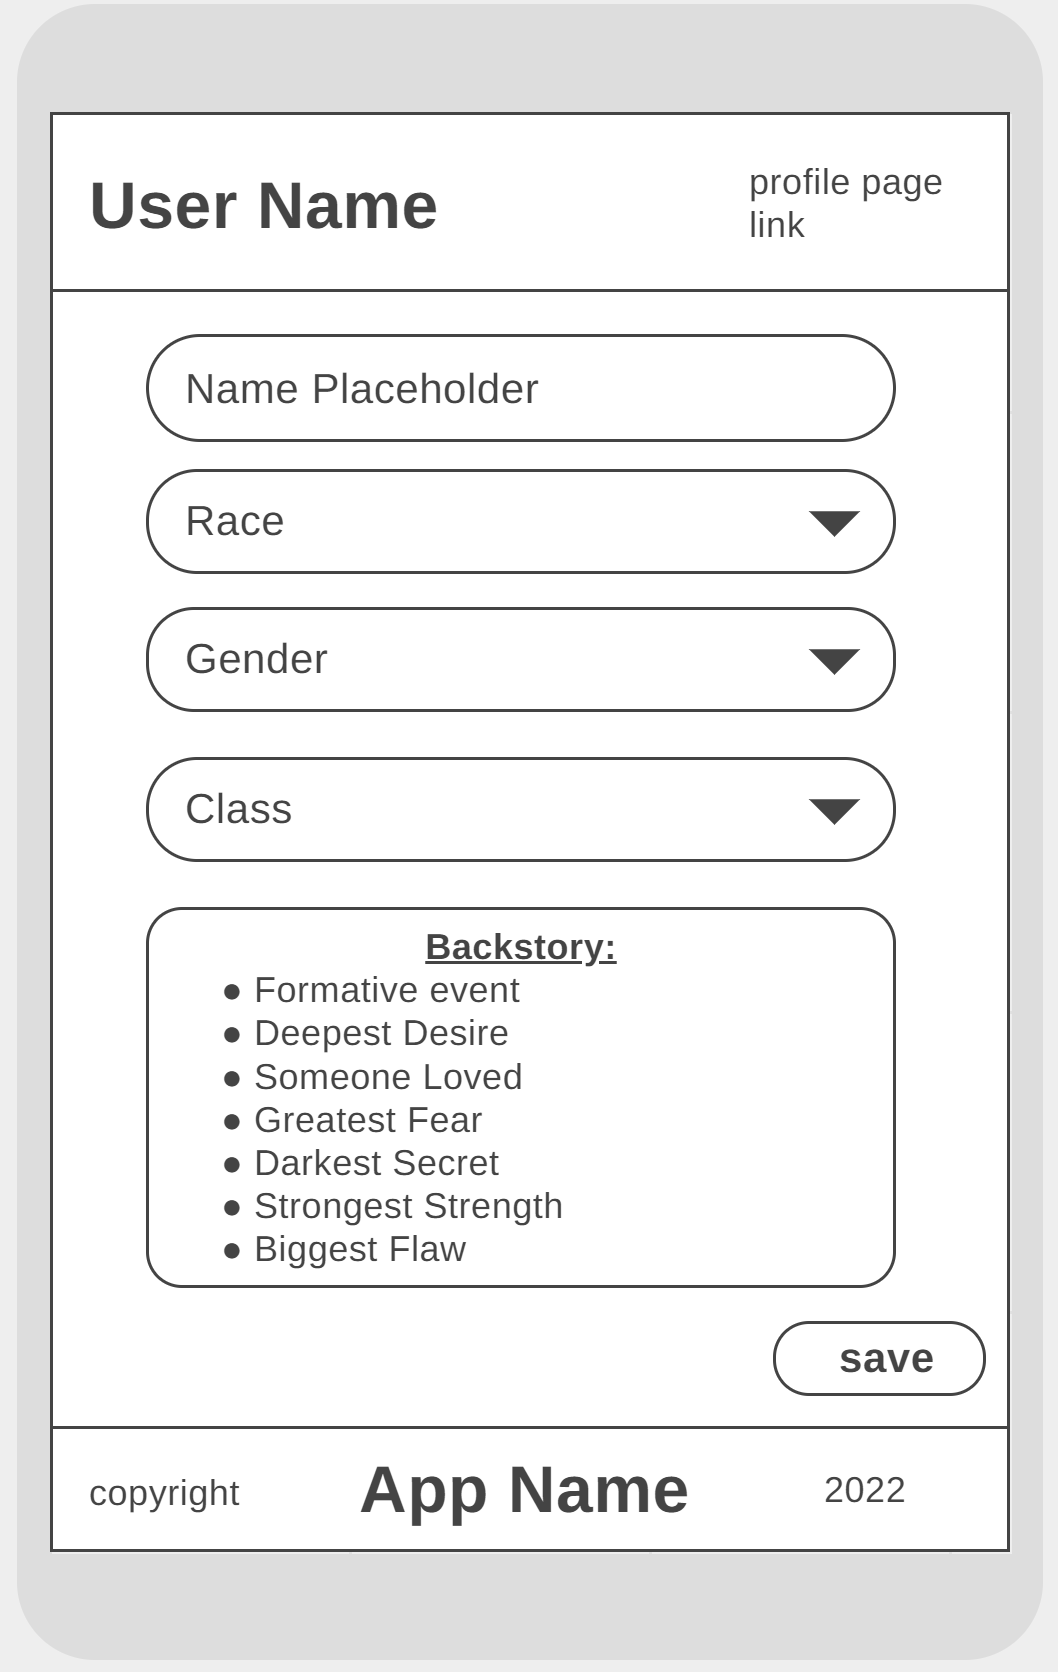 User Name
profile page
link
Name Placeholder
Race
Gender
Class
Backstory:
● Formative event
● Deepest Desire
● Someone Loved
● Greatest Fear
● Darkest Secret
● Strongest Strength
● Biggest Flaw
save
copyright
App Name
2022